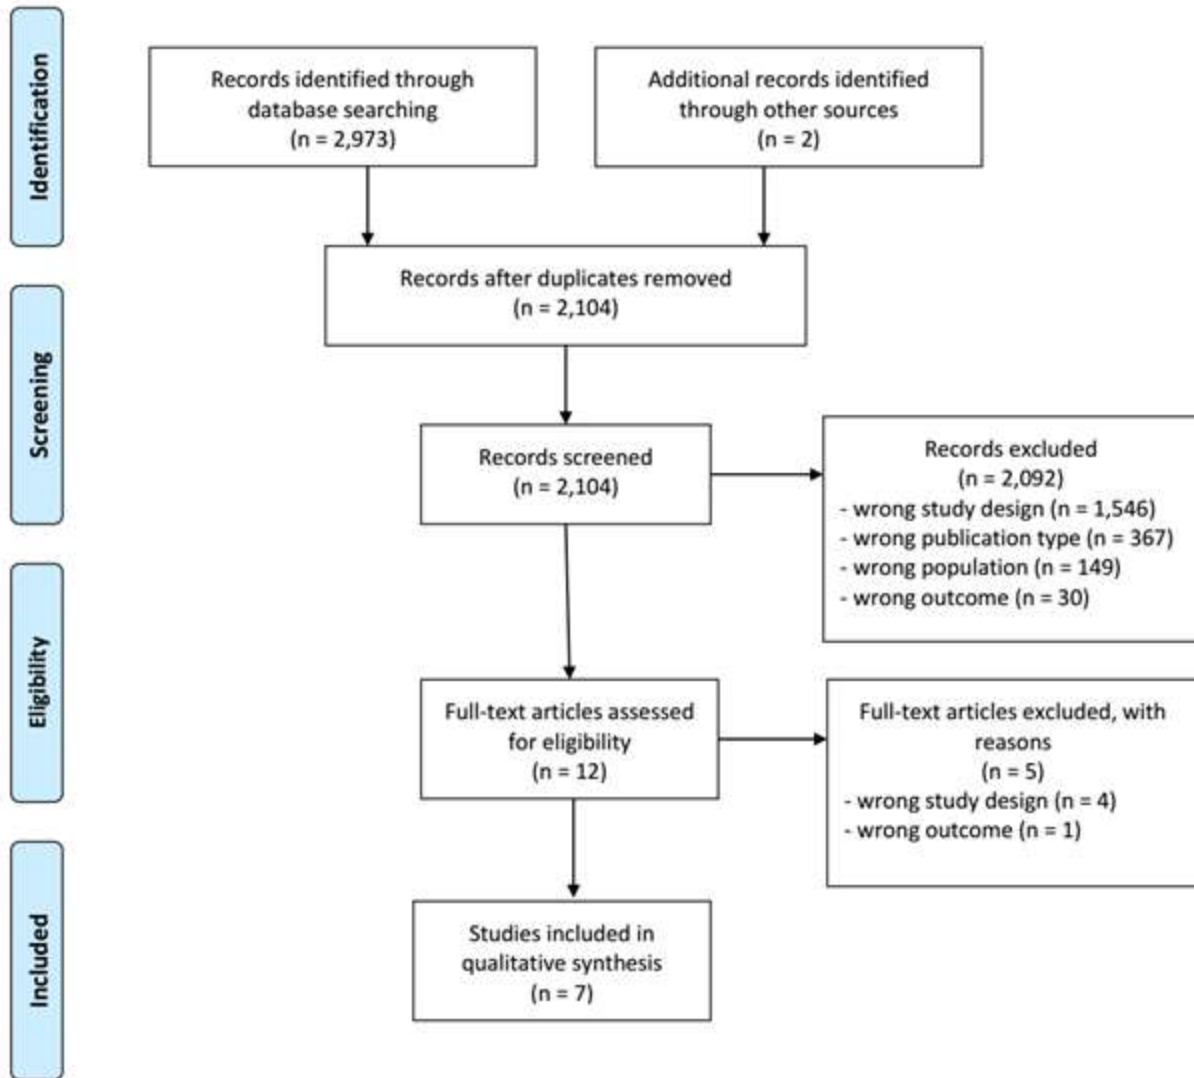 Identification
Records identified through
database searching
(n = 2,973)
Additional records identified
through other sources
(n = 2)
Records after duplicates removed
(n = 2,104)
Screening
Records screened
(n = 2,104)
Records excluded
(n = 2,092)
- wrong study design (n = 1,546)
- wrong publication type (n = 367)
- wrong population (n = 149)
- wrong outcome (n = 30)
Eligibility
Full-text articles assessed
for eligibility
(n = 12)
Full-text articles excluded, with
reasons
(n = 5)
- wrong study design (n = 4)
- wrong outcome (n = 1)
Included
Studies included in
qualitative synthesis
(n = 7)